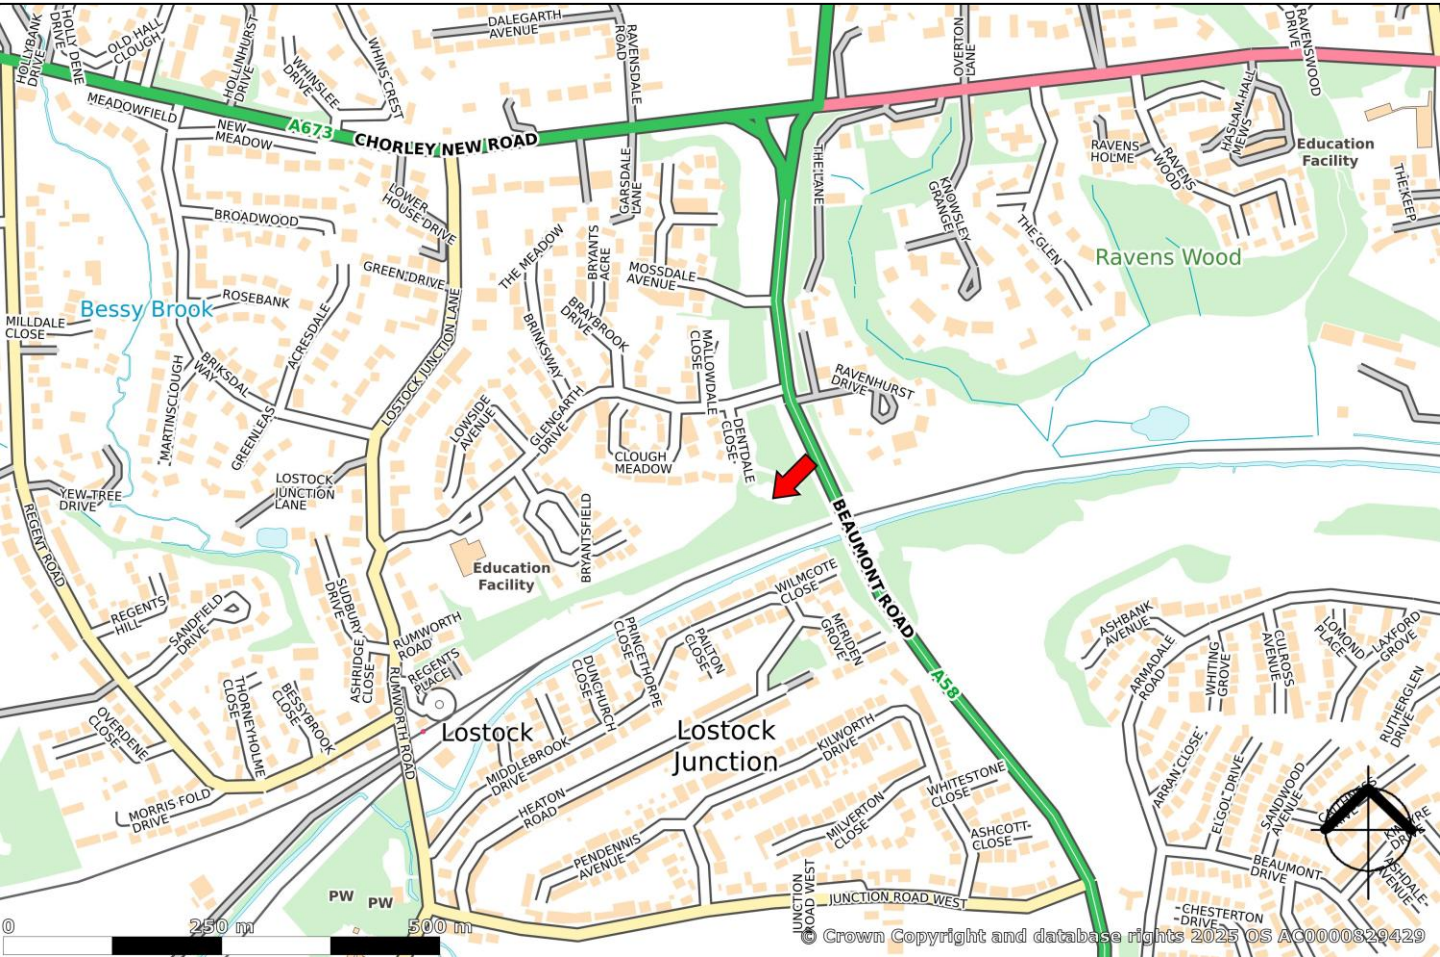 HOLLYBANK
DRIVE
HOLLY DENE
DRIVE
OLD HALL
CLOUGH
HOLLINHURST
DRIVE
WHINSLEE
DRIVE
WHINS CREST
DALEGARTH
AVENUE
RAVENSDALE
ROAD
OVERTON
LANE
RAVENSWOOD
DRIVE
MEADOWFIELD
NEW
MEADOW
A673
CHORLEY NEW ROAD
LOWER
HOUSE DRIVE
GARSDALE
LANE
THE LANE
KNOWSLEY
GRANGE
THE GLEN
RAVENS
HOLME
RAVENS
WOOD
HASLAM HALL
MEWS
Education
Facility
THE KEEP
Ravens Wood
BROADWOOD
GREEN DRIVE
ROSEBANK
Bessy Brook
MILLDALE
CLOSE
ACRESDALE
BRIKSDAL
WAY
MARTINSCLOUGH
GREENLEAS
LOSTOCK JUNCTION LANE
THE MEADOW
BRYANTS
ACRE
MOSSDALE
AVENUE
BRAYBROOK
DRIVE
BRINKSWAY
MALLOWDALE
CLOSE
RAVENHURST
DRIVE
LOWSIDE
AVENUE
GLENGARTH
DRIVE
CLOUGH
MEADOW
DENTDALE
CLOSE
YEW TREE
DRIVE
LOSTOCK
JUNCTION
LANE
REGENT ROAD
BRYANTSFIELD
Education
Facility
BEAUMONT ROAD
REGENTS
HILL
SANDFIELD
DRIVE
SUDBURY
DRIVE
ASHRIDGE
CLOSE
RUMWORTH
ROAD
REGENTS
PLACE
RUMWORTH ROAD
WILMCOTE
CLOSE
MERIDEN
GROVE
PRINCETHORPE
CLOSE
PAILTON
CLOSE
DUNCHURCH
CLOSE
ASHBANK
AVENUE
ARMADALE
ROAD
WHITING
GROVE
CULROSS
AVENUE
LOMOND
PLACE
LAXFORD
GROVE
RUTHERGLEN
DRIVE
A58
OVERDENE
CLOSE
THORNEYHOLME
CLOSE
BESSYBROOK
CLOSE
Lostock
Lostock
Junction
MIDDLEBROOK
DRIVE
KILWORTH
DRIVE
HEATON
ROAD
MORRIS FOLD
DRIVE
PENDENNIS
AVENUE
MILVERTON
CLOSE
WHITESTONE
CLOSE
ASHCOTT
CLOSE
ARRAN CLOSE
ELGOL DRIVE
SANDWOOD
AVENUE
BEAUMONT
DRIVE
ASHDALE
AVENUE
CHESTERTON
DRIVE
JUNCTION
ROAD WEST
JUNCTION ROAD WEST
PW
PW
0
250 m
500 m
© Crown Copyright and database rights 2025 OS AC0000829429